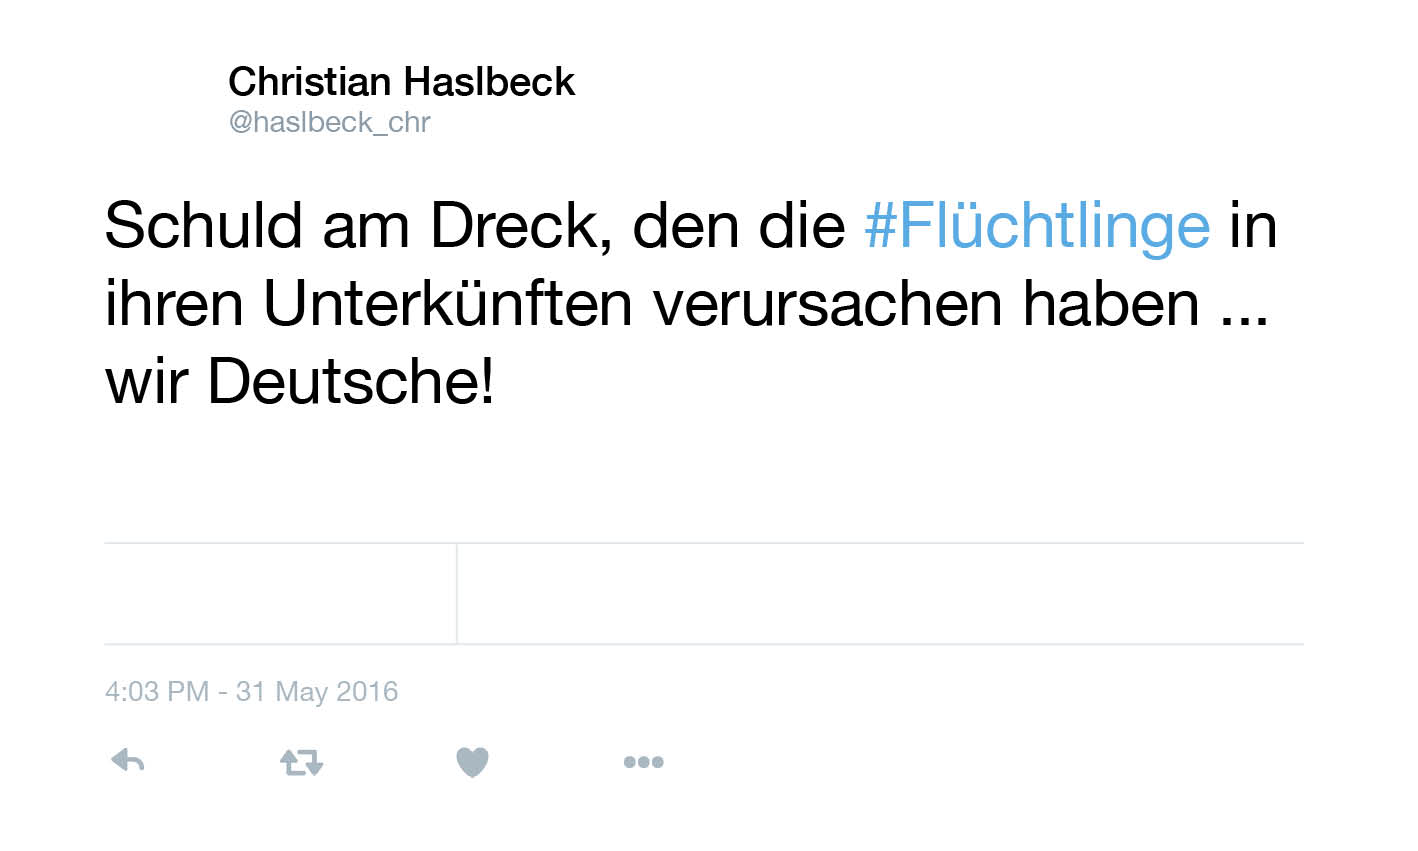 Christian Haslbeck
@haslbeck_chr
Schuld am Dreck, den die #Flüchtlinge in
ihren Unterkünften verursachen haben ...
wir Deutsche!
4:03 PM - 31 May 2016